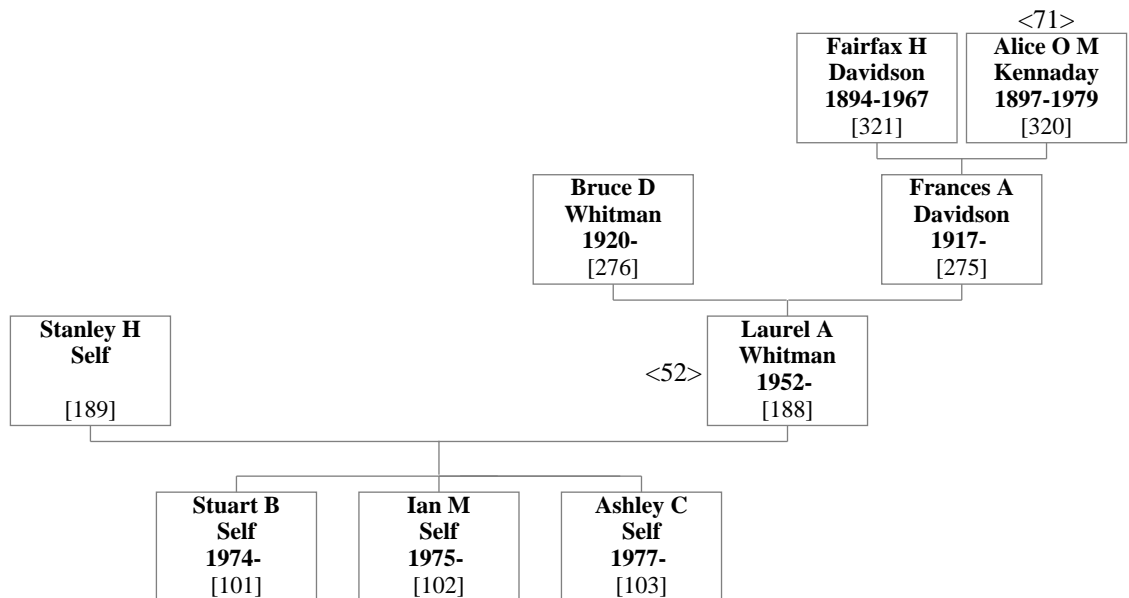 <71>
Fairfax H
Davidson
1894-1967
[321]
Alice O M
Kennaday
1897-1979
[320]
Bruce D
Whitman
1920-
[276]
Frances A
Davidson
1917-
[275]
Stanley H
Self
[189]
<52>
Laurel A
Whitman
1952-
[188]
Stuart B
Self
1974-
[101]
Ian M
Self
1975-
[102]
Ashley C
Self
1977-
[103]